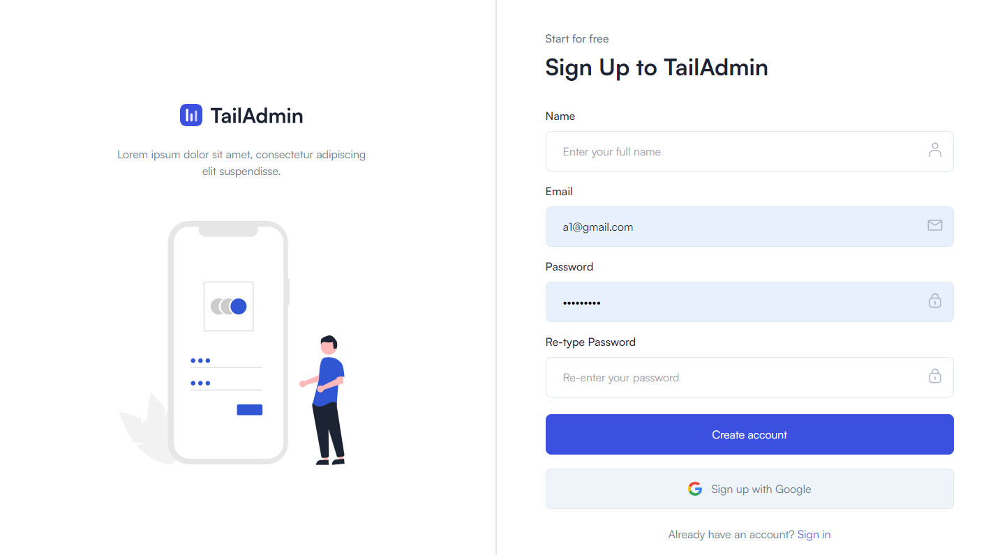 TailAdmin
Lorem ipsum dolor sit amet, consectetur adipiscing
elit suspendisse.
Start for free
Sign Up to TailAdmin
Name
Enter your full name
Email
a1@gmail.com
Password
•••••••••
Re-type Password
Re-enter your password
Create account
Sign up with Google
Already have an account? Sign in